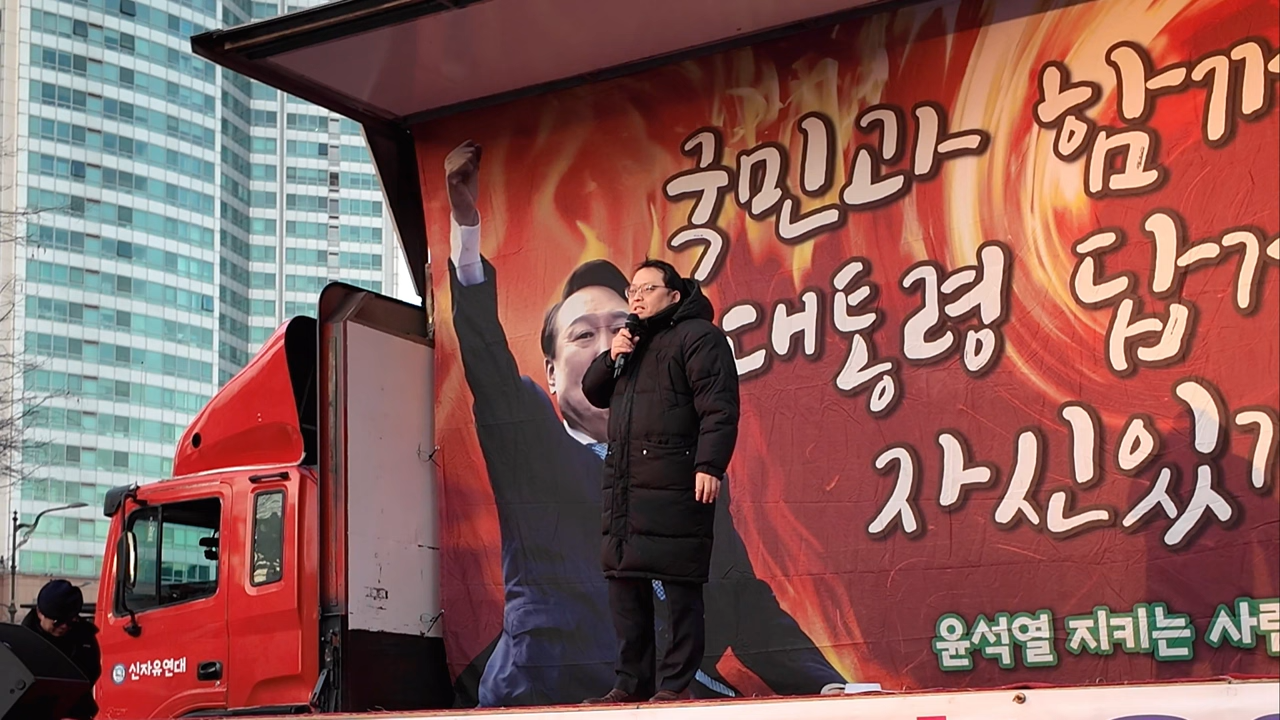 국민과 함께
대통령 답게
자신있게
윤석열 지키는 사람
신자유연대